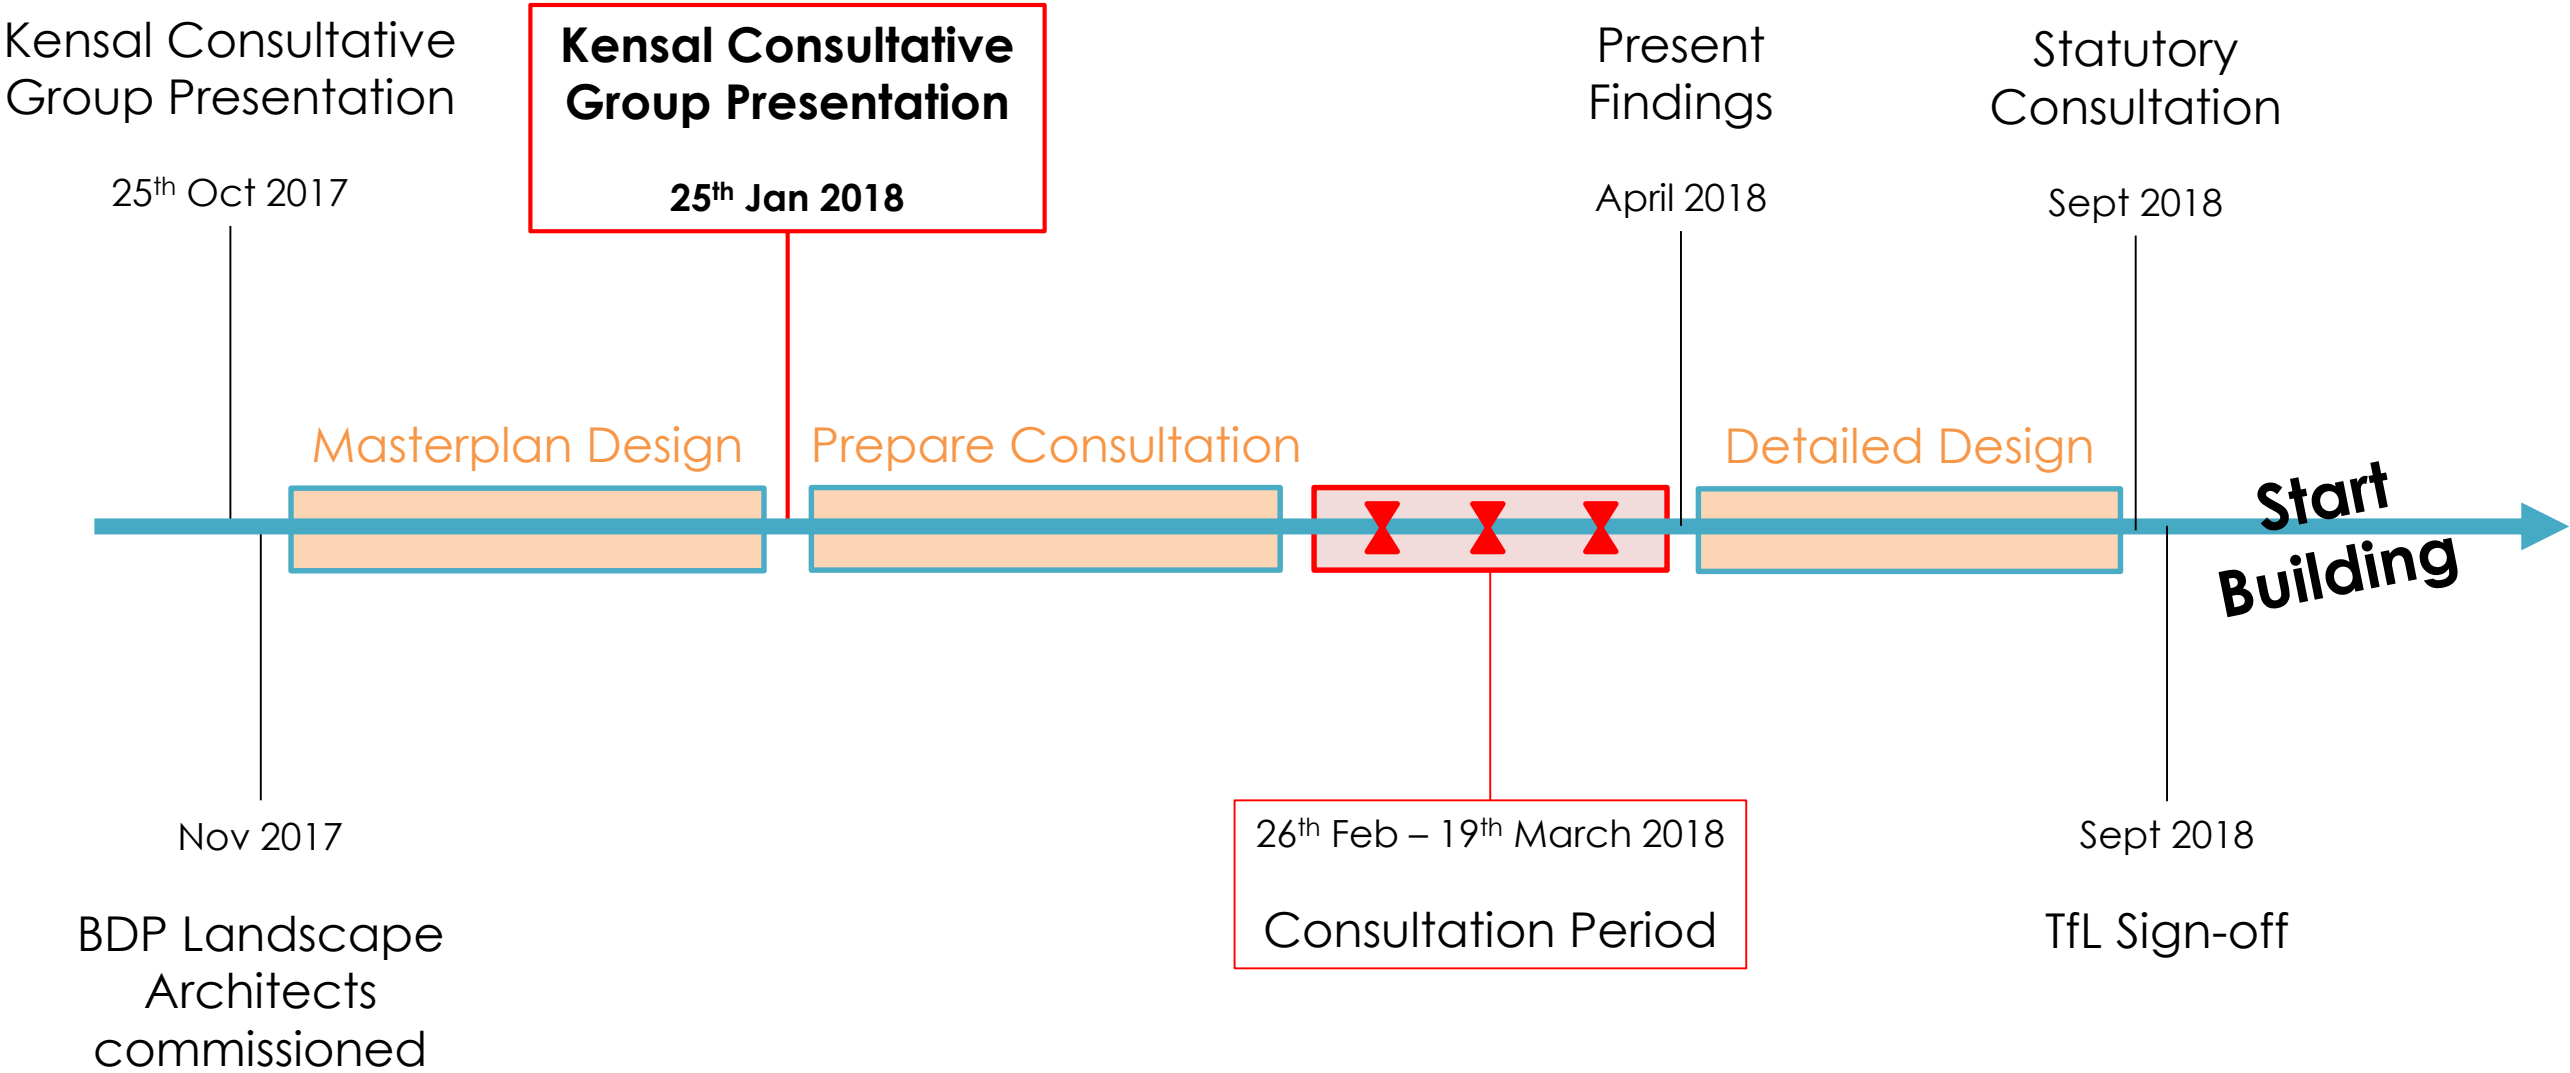 Kensal Consultative
Group Presentation
25th Oct 2017
Kensal Consultative
Group Presentation
25th Jan 2018
Present
Findings
April 2018
Statutory
Consultation
Sept 2018
Masterplan Design
Prepare Consultation
Detailed Design
Start
Building
Nov 2017
BDP Landscape
Architects
commissioned
26th Feb – 19th March 2018
Consultation Period
Sept 2018
TfL Sign-off